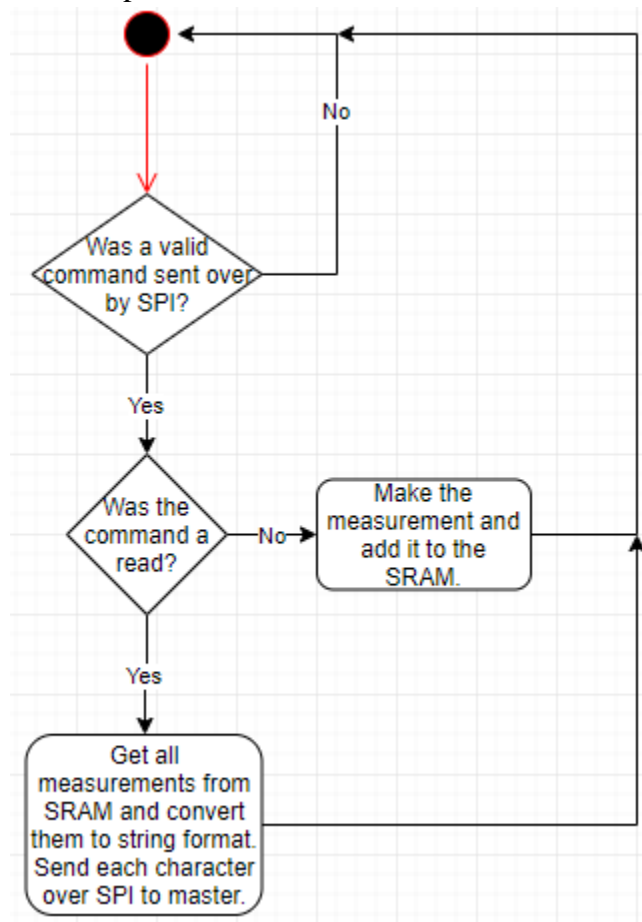 No
Was a valid
command sent over
by SPI?
Yes
Was the
command a
read?
No
Make the
measurement and
add it to the
SRAM.
Yes
Get all
measurements from
SRAM and convert
them to string format.
Send each character
over SPI to master.